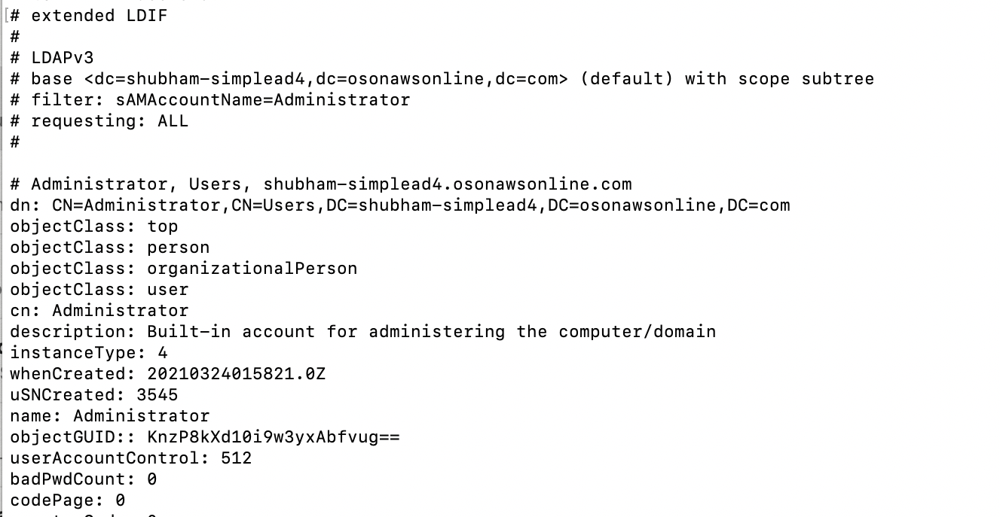 # extended LDIF
#
# LDAPv3
# base <dc=shubham-simplead4,dc=osonawsonline,dc=com> (default) with scope subtree
# filter: sAMAccountName=Administrator
# requesting: ALL
#
# Administrator, Users, shubham-simplead4.osonawsonline.com
dn: CN=Administrator,CN=Users,DC=shubham-simplead4,DC=osonawsonline,DC=com
objectClass: top
objectClass: person
objectClass: organizationalPerson
objectClass: user
cn: Administrator
description: Built-in account for administering the computer/domain
instanceType: 4
whenCreated: 20210324015821.0Z
uSNCreated: 3545
name: Administrator
objectGUID:: KnzP8kXd10i9w3yxAbfvug==
userAccountControl: 512
badPwdCount: 0
codePage: 0